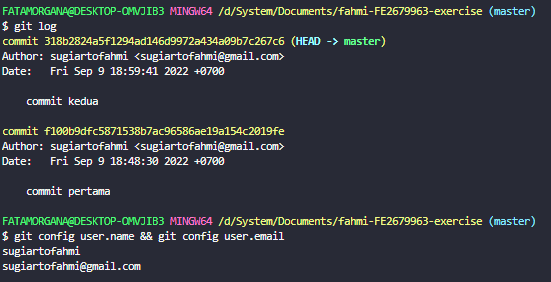 FATAMORGANA@DESKTOP-OMVJIB3 MINGW64 /d/System/Documents/fahmi-FE2679963-exercise (master)
$ git log
commit 318b2824a5f1294ad146d9972a434a09b7c267c6 (HEAD -> master)
Author: sugiartofahmi <sugiartofahmi@gmail.com>
Date:   Fri Sep 9 18:59:41 2022 +0700

    commit kedua

commit f100b9dfc5871538b7ac96586ae19a154c2019fe
Author: sugiartofahmi <sugiartofahmi@gmail.com>
Date:   Fri Sep 9 18:48:30 2022 +0700

    commit pertama

FATAMORGANA@DESKTOP-OMVJIB3 MINGW64 /d/System/Documents/fahmi-FE2679963-exercise (master)
$ git config user.name && git config user.email
sugiartofahmi
sugiartofahmi@gmail.com